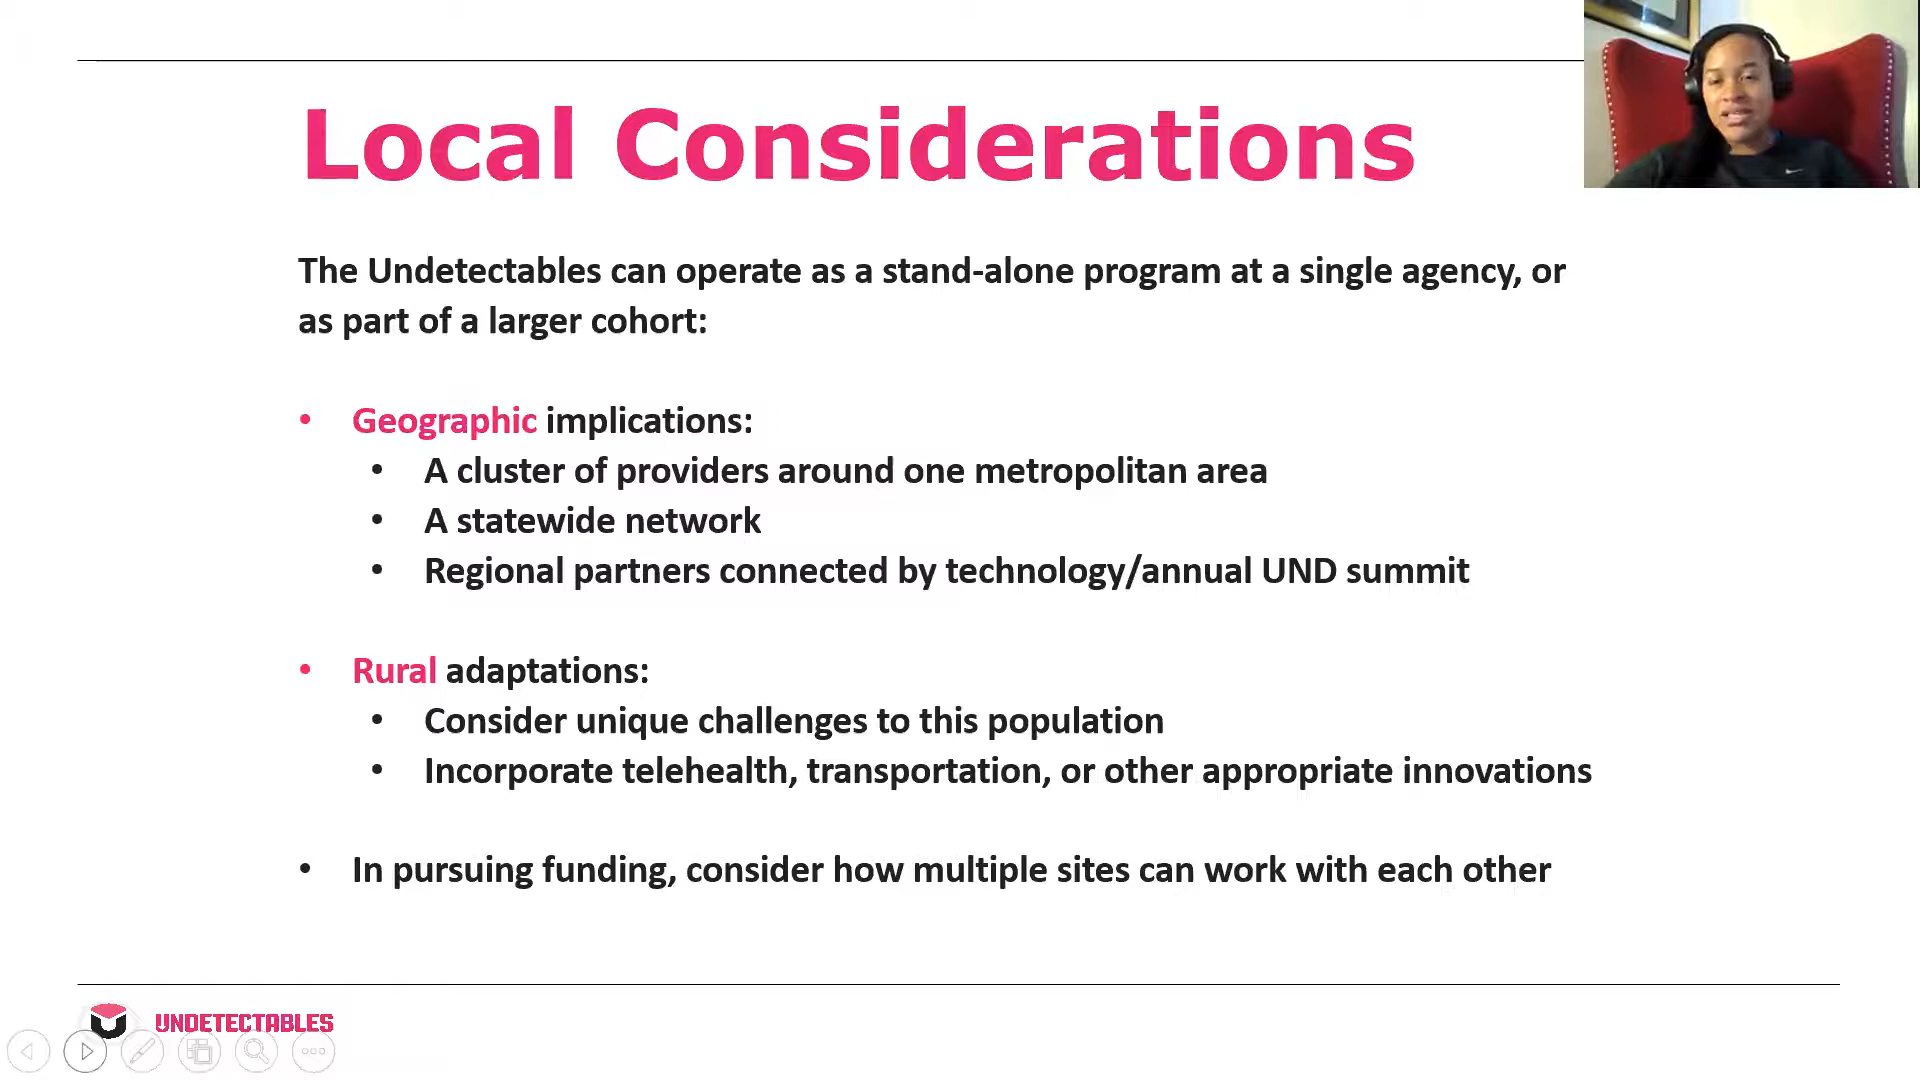 Local Considerations
The Undetectables can operate as a stand-alone program at a single agency, or
as part of a larger cohort:
• Geographic implications:
• A cluster of providers around one metropolitan area
• A statewide network
• Regional partners connected by technology/annual UND summit
• Rural adaptations:
• Consider unique challenges to this population
• Incorporate telehealth, transportation, or other appropriate innovations
• In pursuing funding, consider how multiple sites can work with each other
UNDETECTABLES